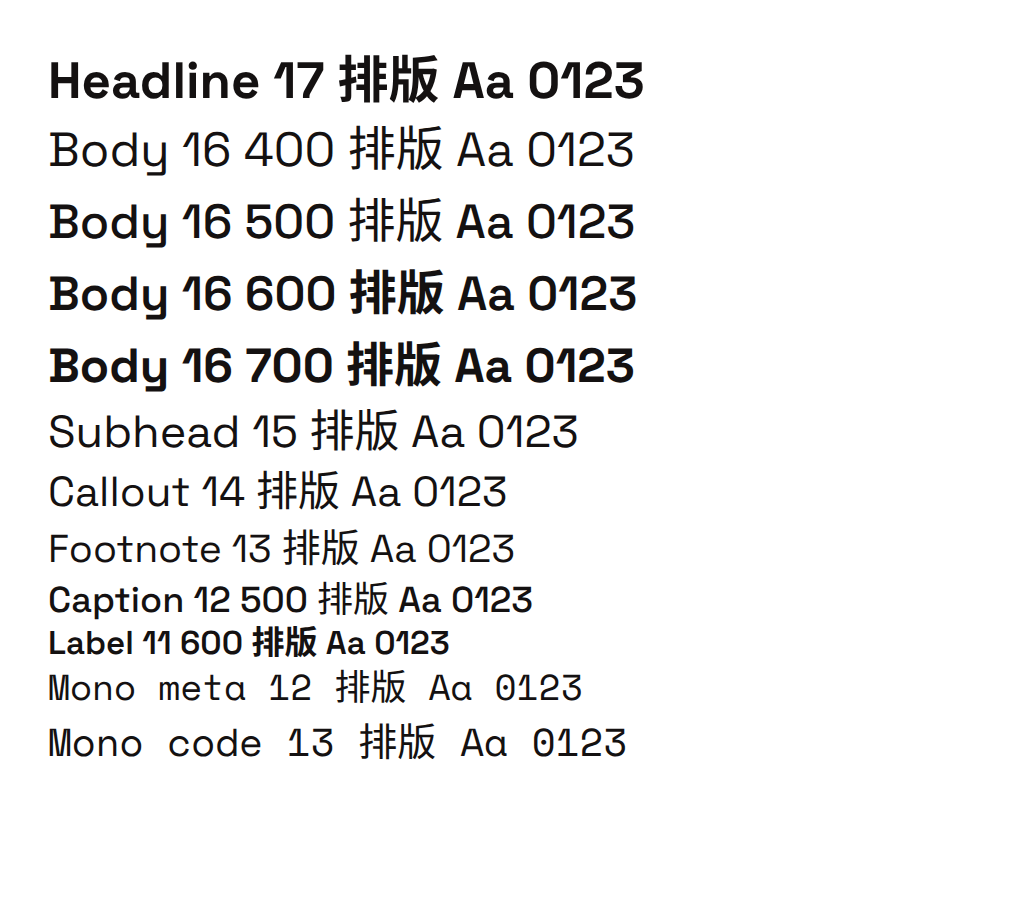 Headline 17 排版 Aa 0123
Body 16 400 排版 Aa 0123
Body 16 500 排版 Aa 0123
Body 16 600 排版 Aa 0123
Body 16 700 排版 Aa 0123
Subhead 15 排版 Aa 0123
Callout 14 排版 Aa 0123
Footnote 13 排版 Aa 0123
Caption 12 500 排版 Aa 0123
Label 11 600 排版 Aa 0123
Mono meta 12 排版 Aa 0123
Mono code 13 排版 Aa 0123